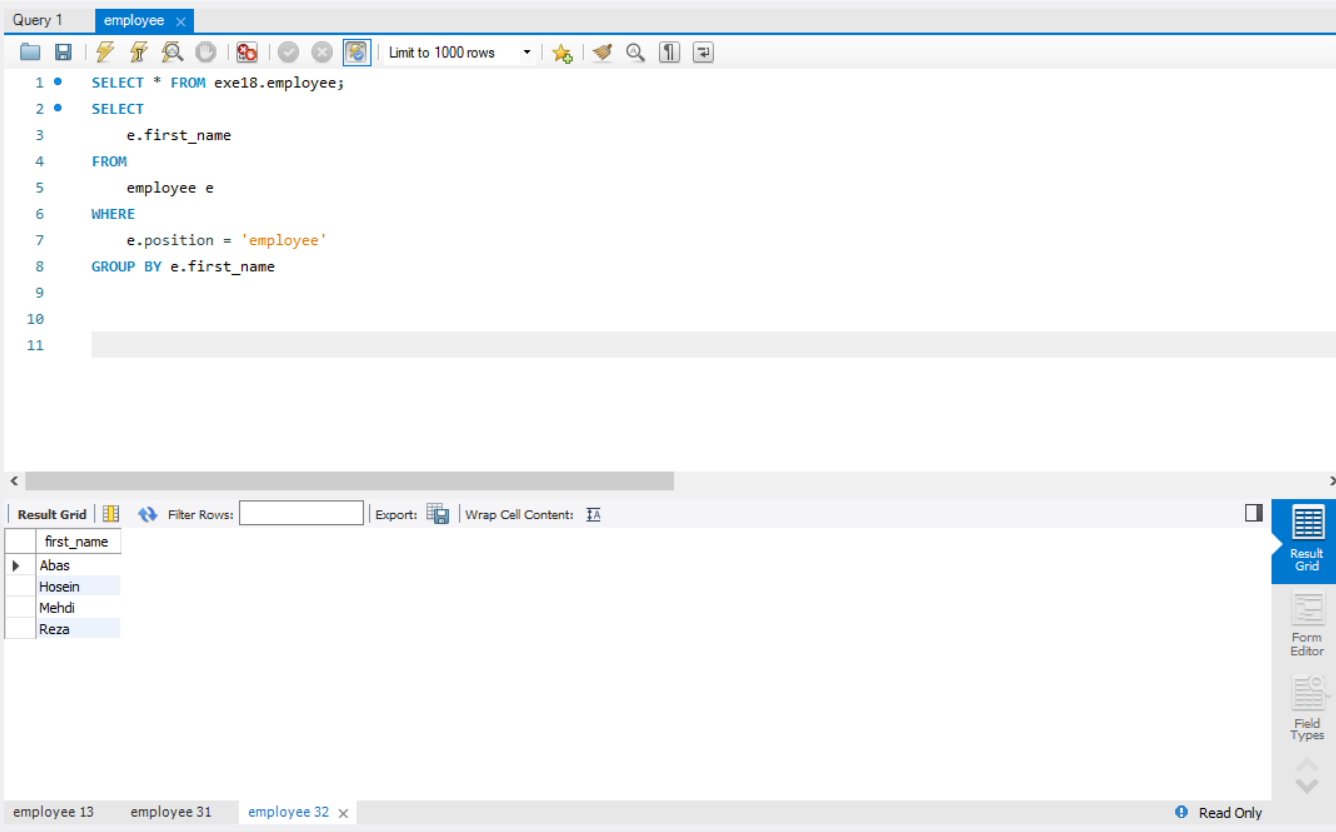 Query 1 employee
Limit to 1000 rows
1 SELECT * FROM exe18.employee;
2 SELECT
3 e.first_name
4 FROM
5 employee e
6 WHERE
7 e.position = 'employee'
8 GROUP BY e.first_name
9
10
11
Result Grid Filter Rows: Export: Wrap Cell Content:
first_name
Abas
Hosein
Mehdi
Reza
Result
Grid
Form
Editor
Field
Types
employee 13 employee 31 employee 32 Read Only